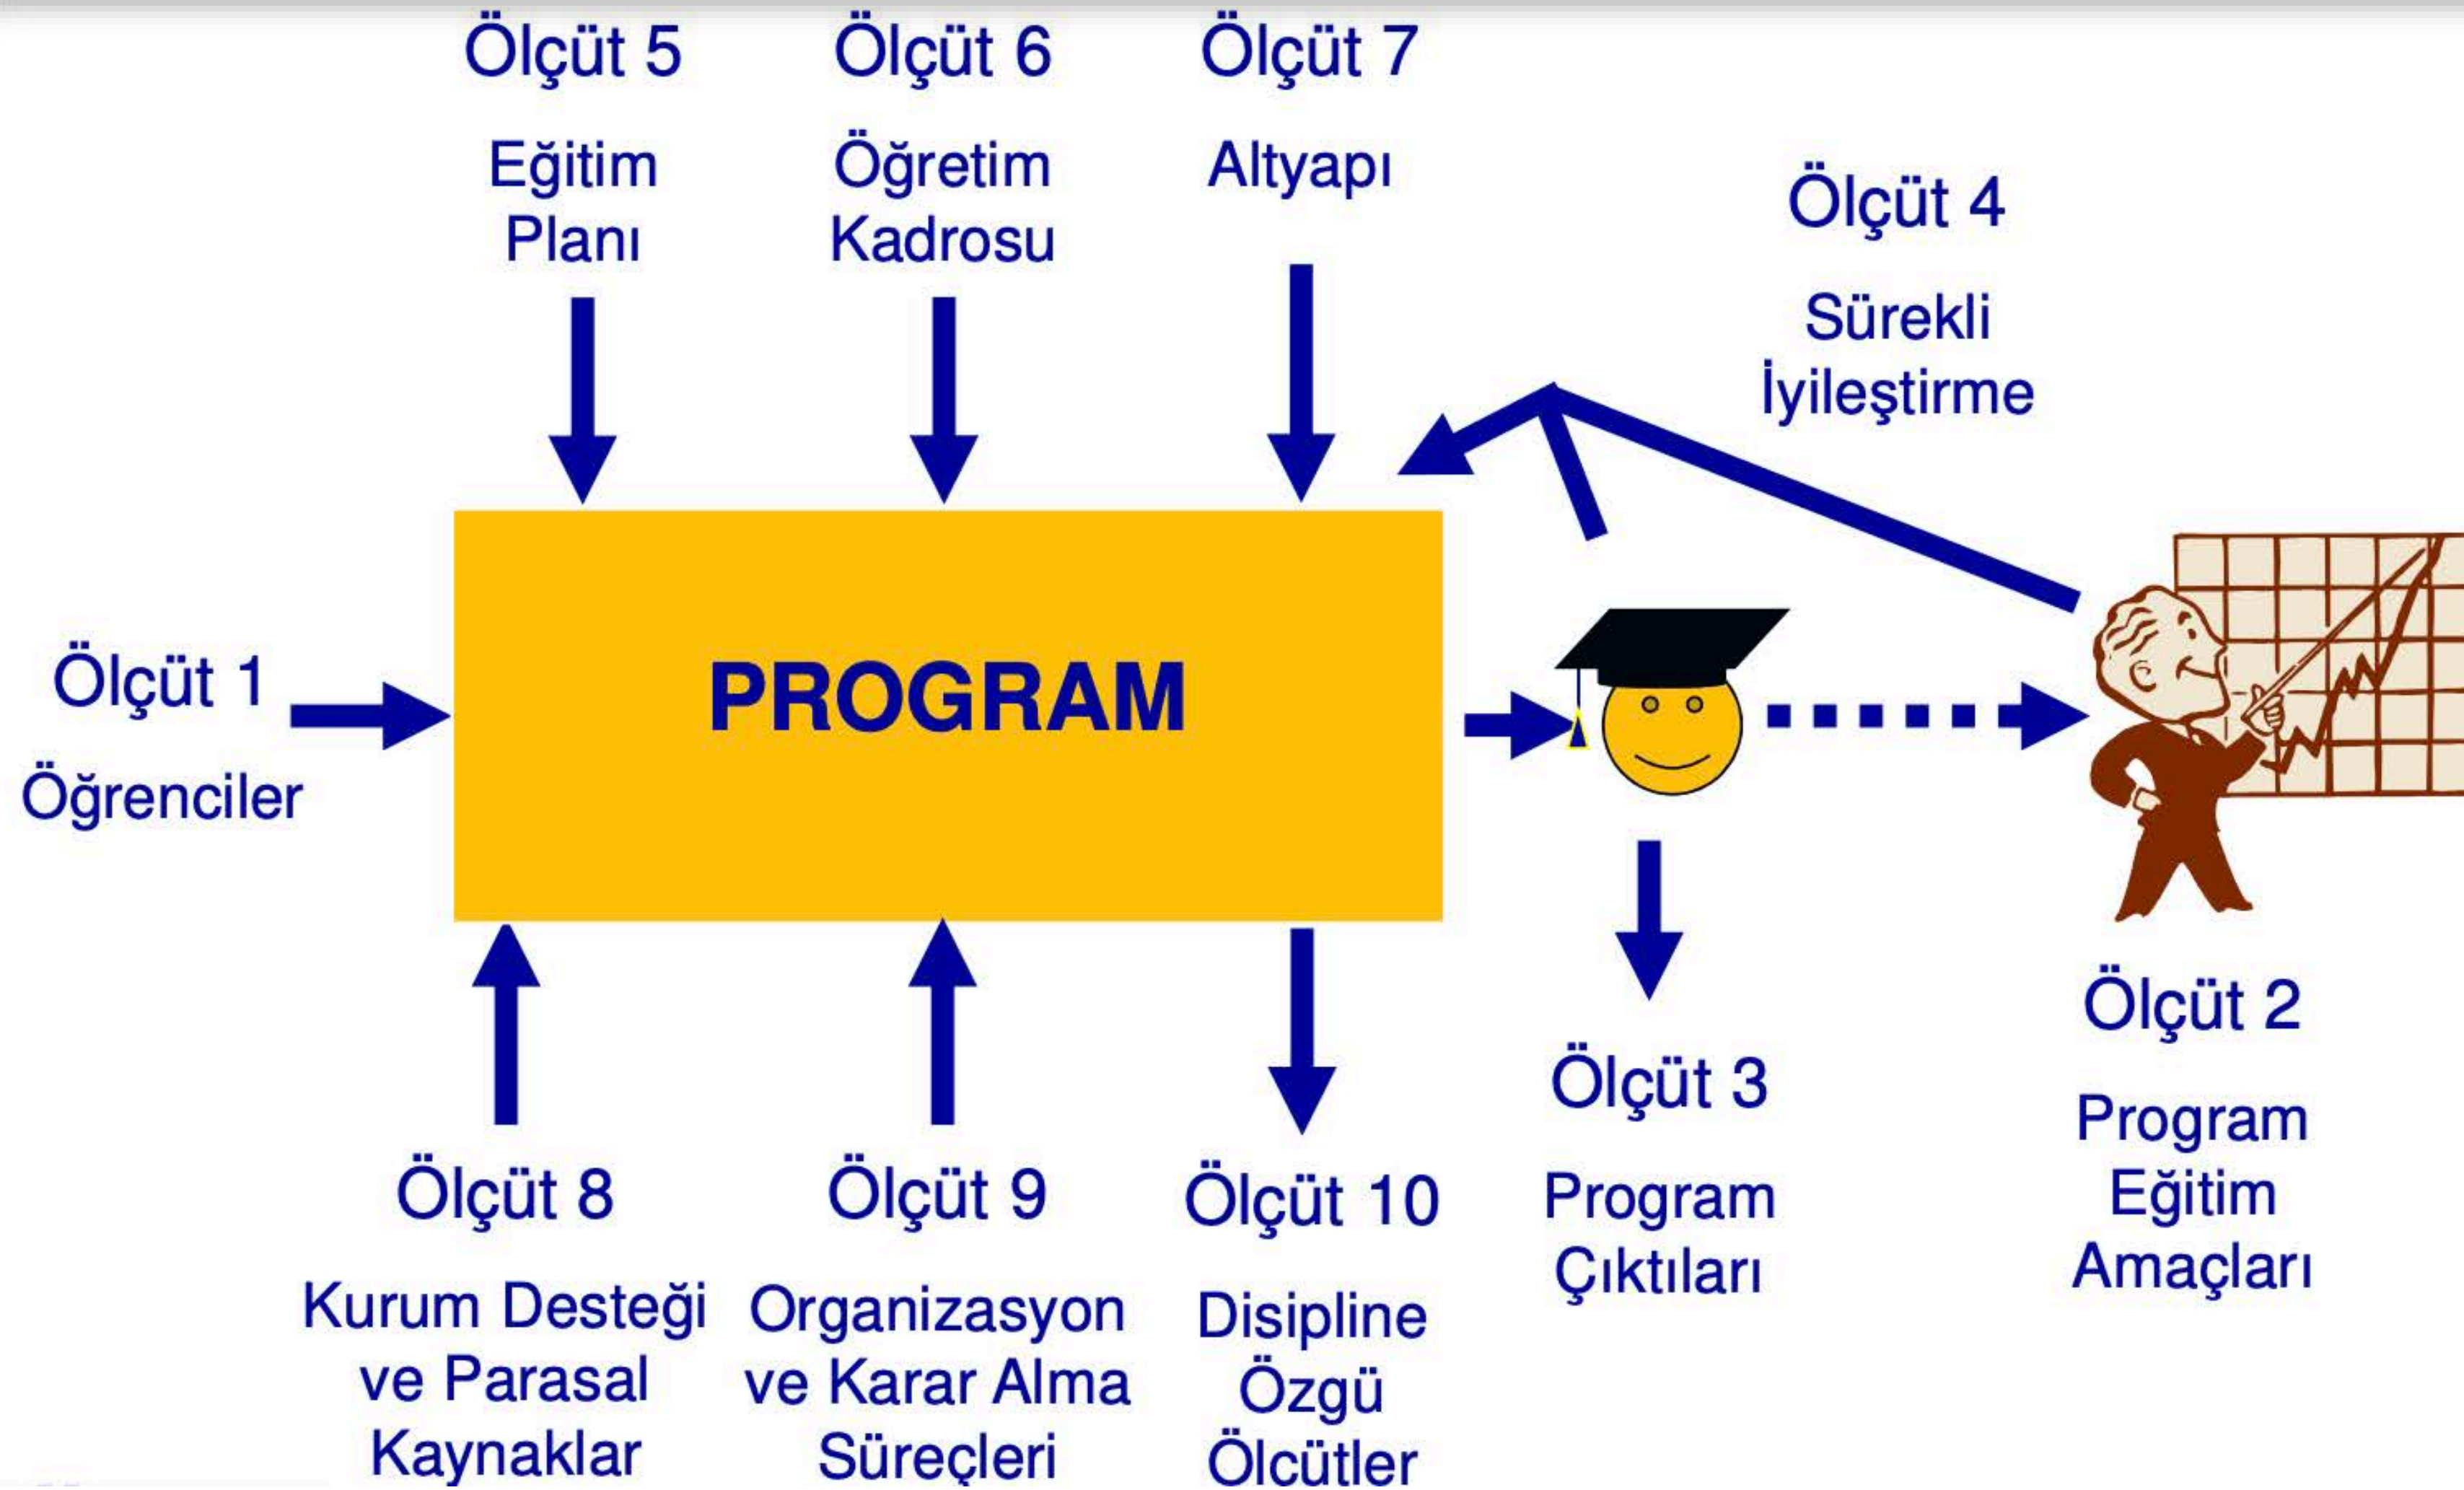 Ölçüt 5
Eğitim
Planı
Ölçüt 6
Öğretim
Kadrosu
Ölçüt 7
Altyapı
Ölçüt 4
Sürekli
İyileştirme
Ölçüt 1
Öğrenciler
PROGRAM
Ölçüt 8
Kurum Desteği
ve Parasal
Kaynaklar
Ölçüt 9
Organizasyon
ve Karar Alma
Süreçleri
Ölçüt 10
Disipline
Özgü
Ölcütler
Ölçüt 3
Program
Çıktıları
Ölçüt 2
Program
Eğitim
Amaçları